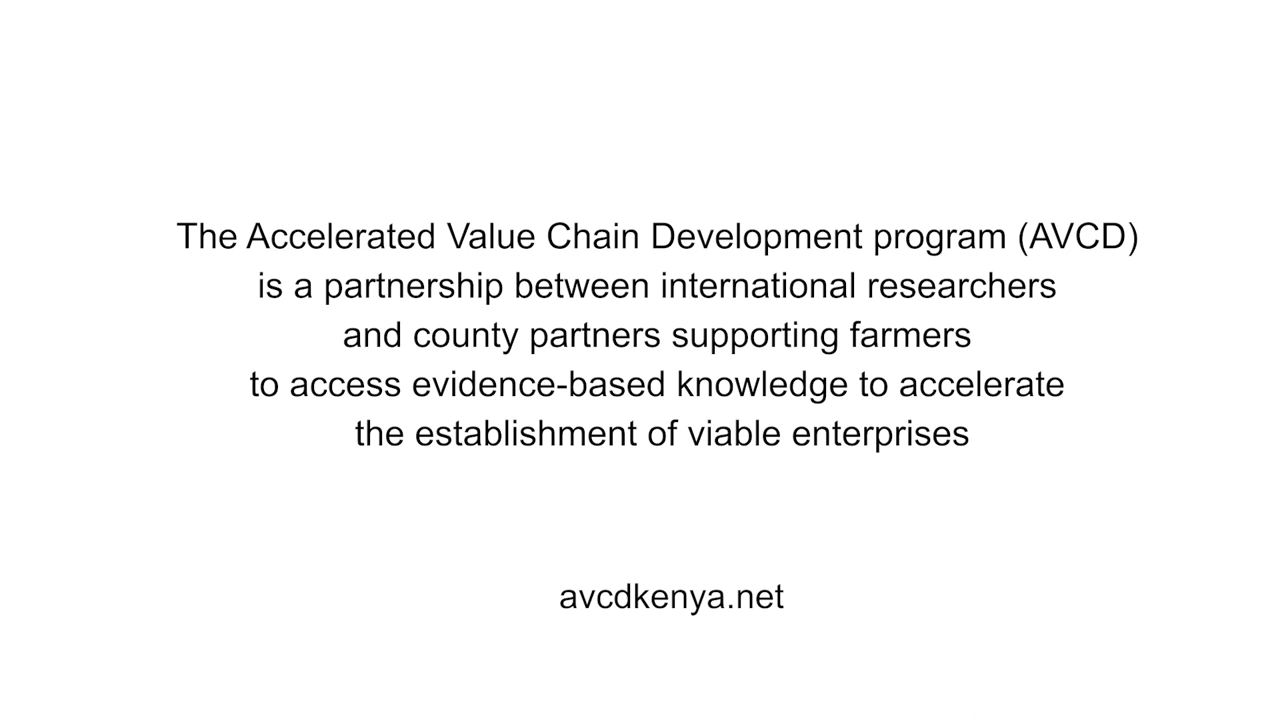 The Accelerated Value Chain Development program (AVCD)
is a partnership between international researchers
and county partners supporting farmers
to access evidence-based knowledge to accelerate
the establishment of viable enterprises
avcdkenya.net